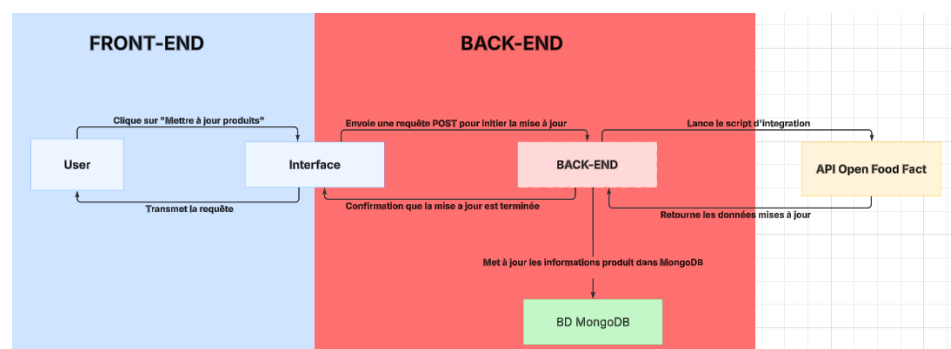 FRONT-END
BACK-END
Clique sur "Mettre à jour produits"
Envoie une requête POST pour initier la mise à jour
Lance le script d'integration
User
Interface
BACK-END
API Open Food Fact
Transmet la requête
Confirmation que la mise a jour est terminée
Retourne les données mises à jour
Met à jour les informations produit dans MongoDB
BD MongoDB